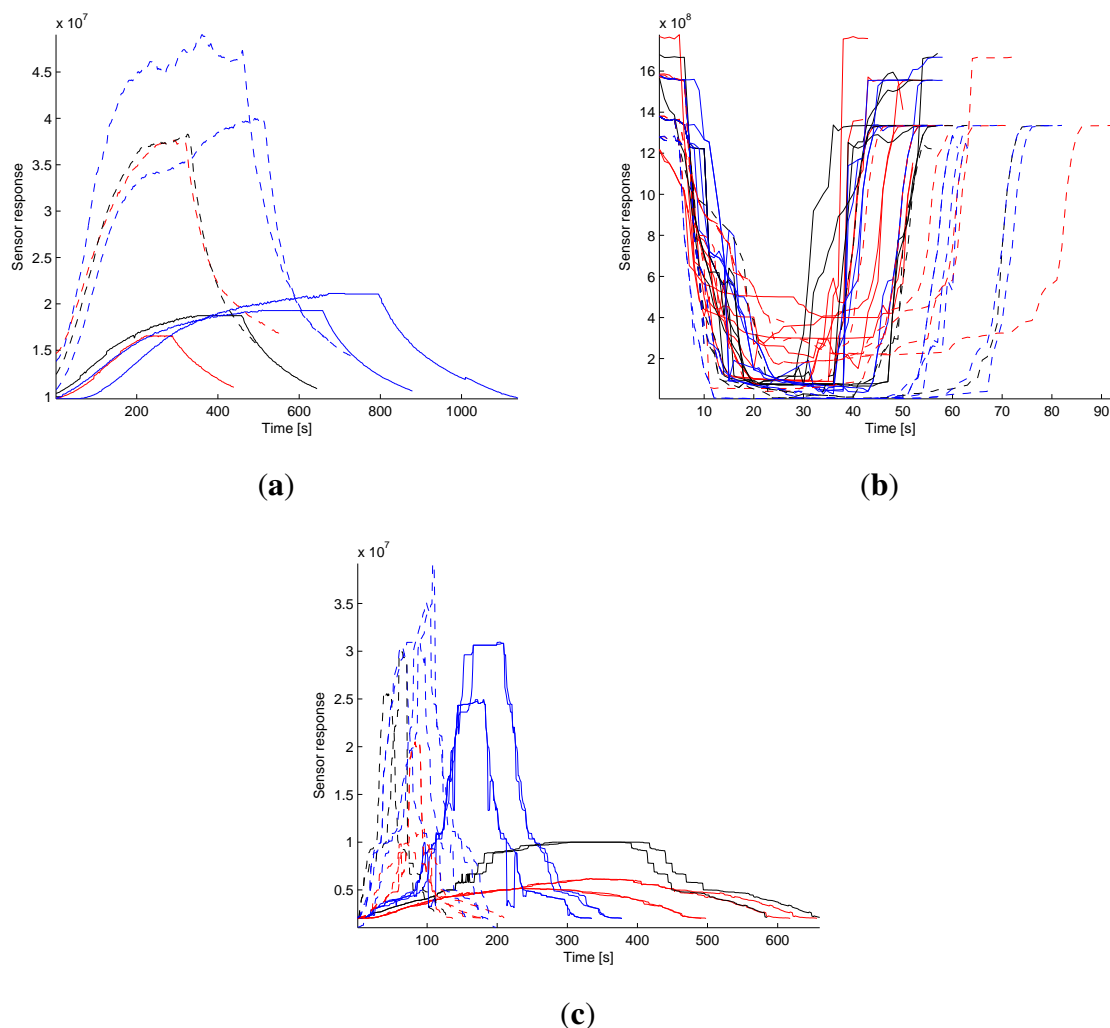 x 10^7
4.5
4
3.5
3
2.5
2
1.5
1
Sensor response
200 400 600 800 1000
Time [s]
(a)
x 10^8
16
14
12
10
8
6
4
2
Sensor response
10 20 30 40 50 60 70 80 90
Time [s]
(b)
x 10^7
3.5
3
2.5
2
1.5
1
0.5
Sensor response
100 200 300 400 500 600
Time [s]
(c)